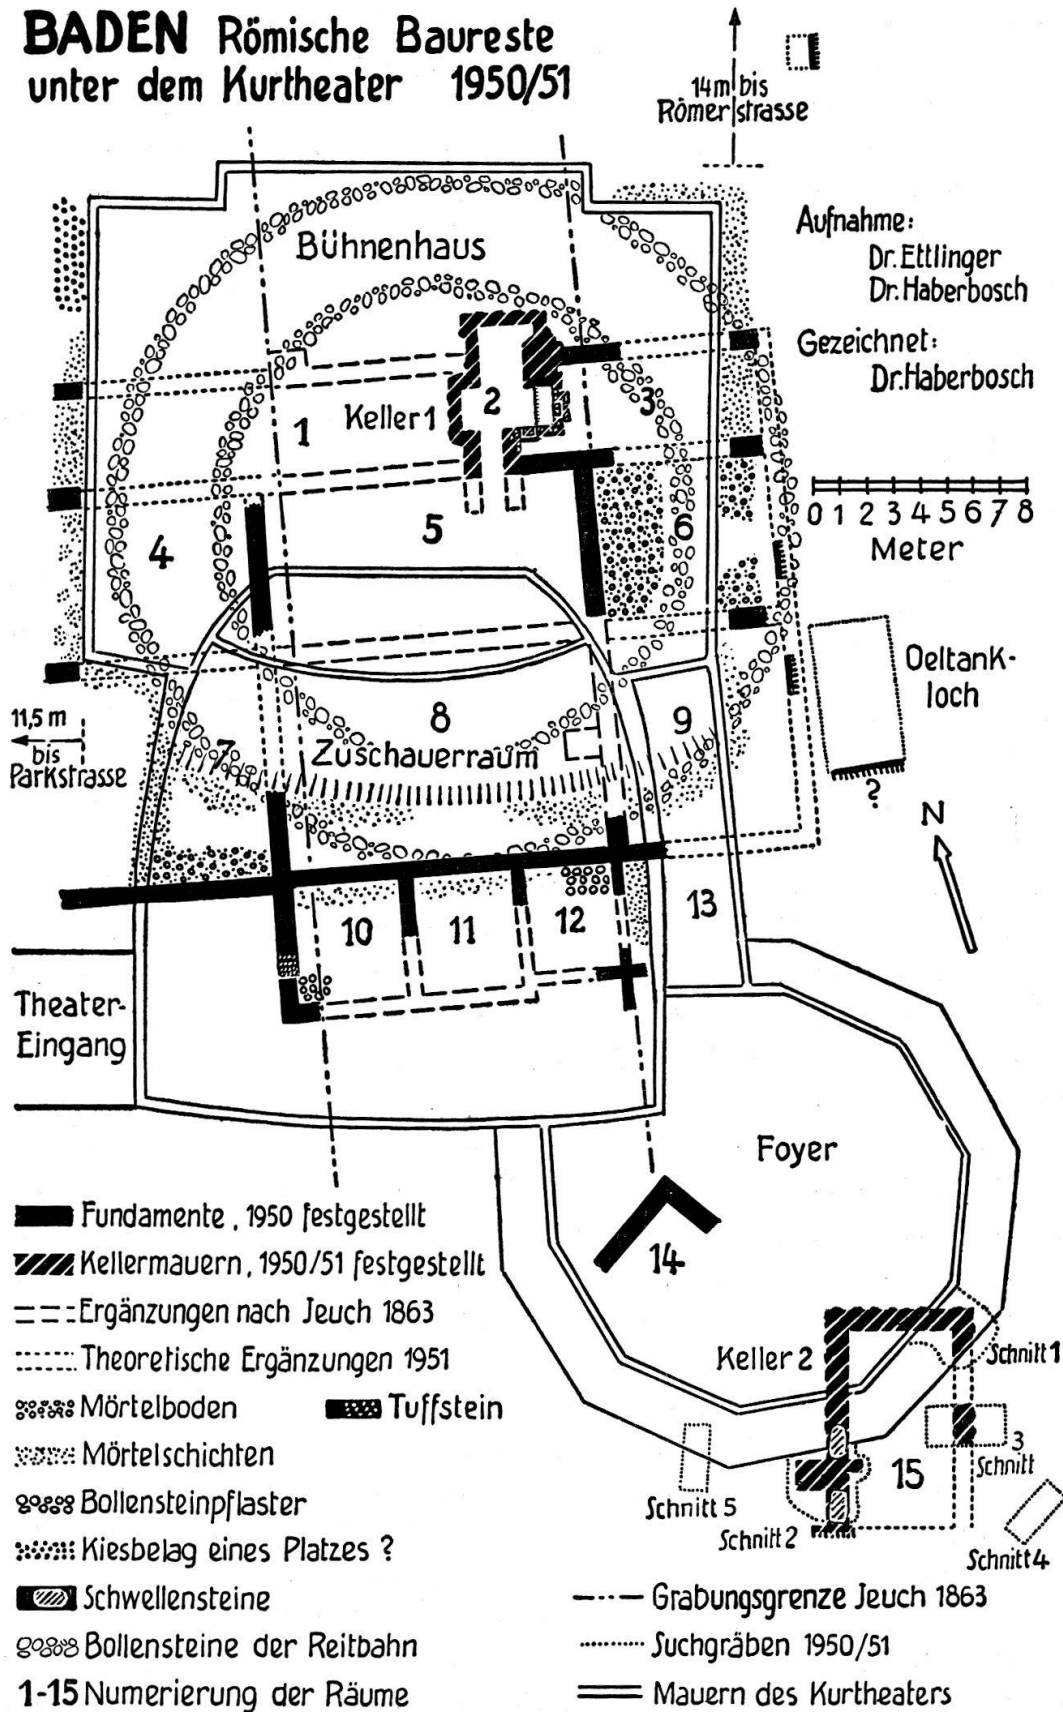 BADEN Römische Baureste
unter dem Kurtheater 1950/51
14 m bis
Römerstrasse
Aufnahme:
Dr. Ettlinger
Dr. Haberbosch
Gezeichnet:
Dr. Haberbosch
Bühnenhaus
1
Keller 1
2
3
4
5
6
0 1 2 3 4 5 6 7 8
Meter
Oeltank-
loch
?
11,5 m
bis
Parkstrasse
7
8
9
Zuschauerraum
N
10
11
12
13
Theater-
Eingang
Foyer
14
Keller 2
Schnitt 1
3
Schnitt
15
Schnitt 5
Schnitt 2
Schnitt 4
Fundamente, 1950 festgestellt
Kellermauern, 1950/51 festgestellt
Ergänzungen nach Jeuch 1863
Theoretische Ergänzungen 1951
Mörtelboden
Tuffstein
Mörtelschichten
Bollensteinpflaster
Kiesbelag eines Platzes ?
Schwellensteine
Bollensteine der Reitbahn
1-15 Numerierung der Räume
Grabungsgrenze Jeuch 1863
Suchgräben 1950/51
Mauern des Kurtheaters